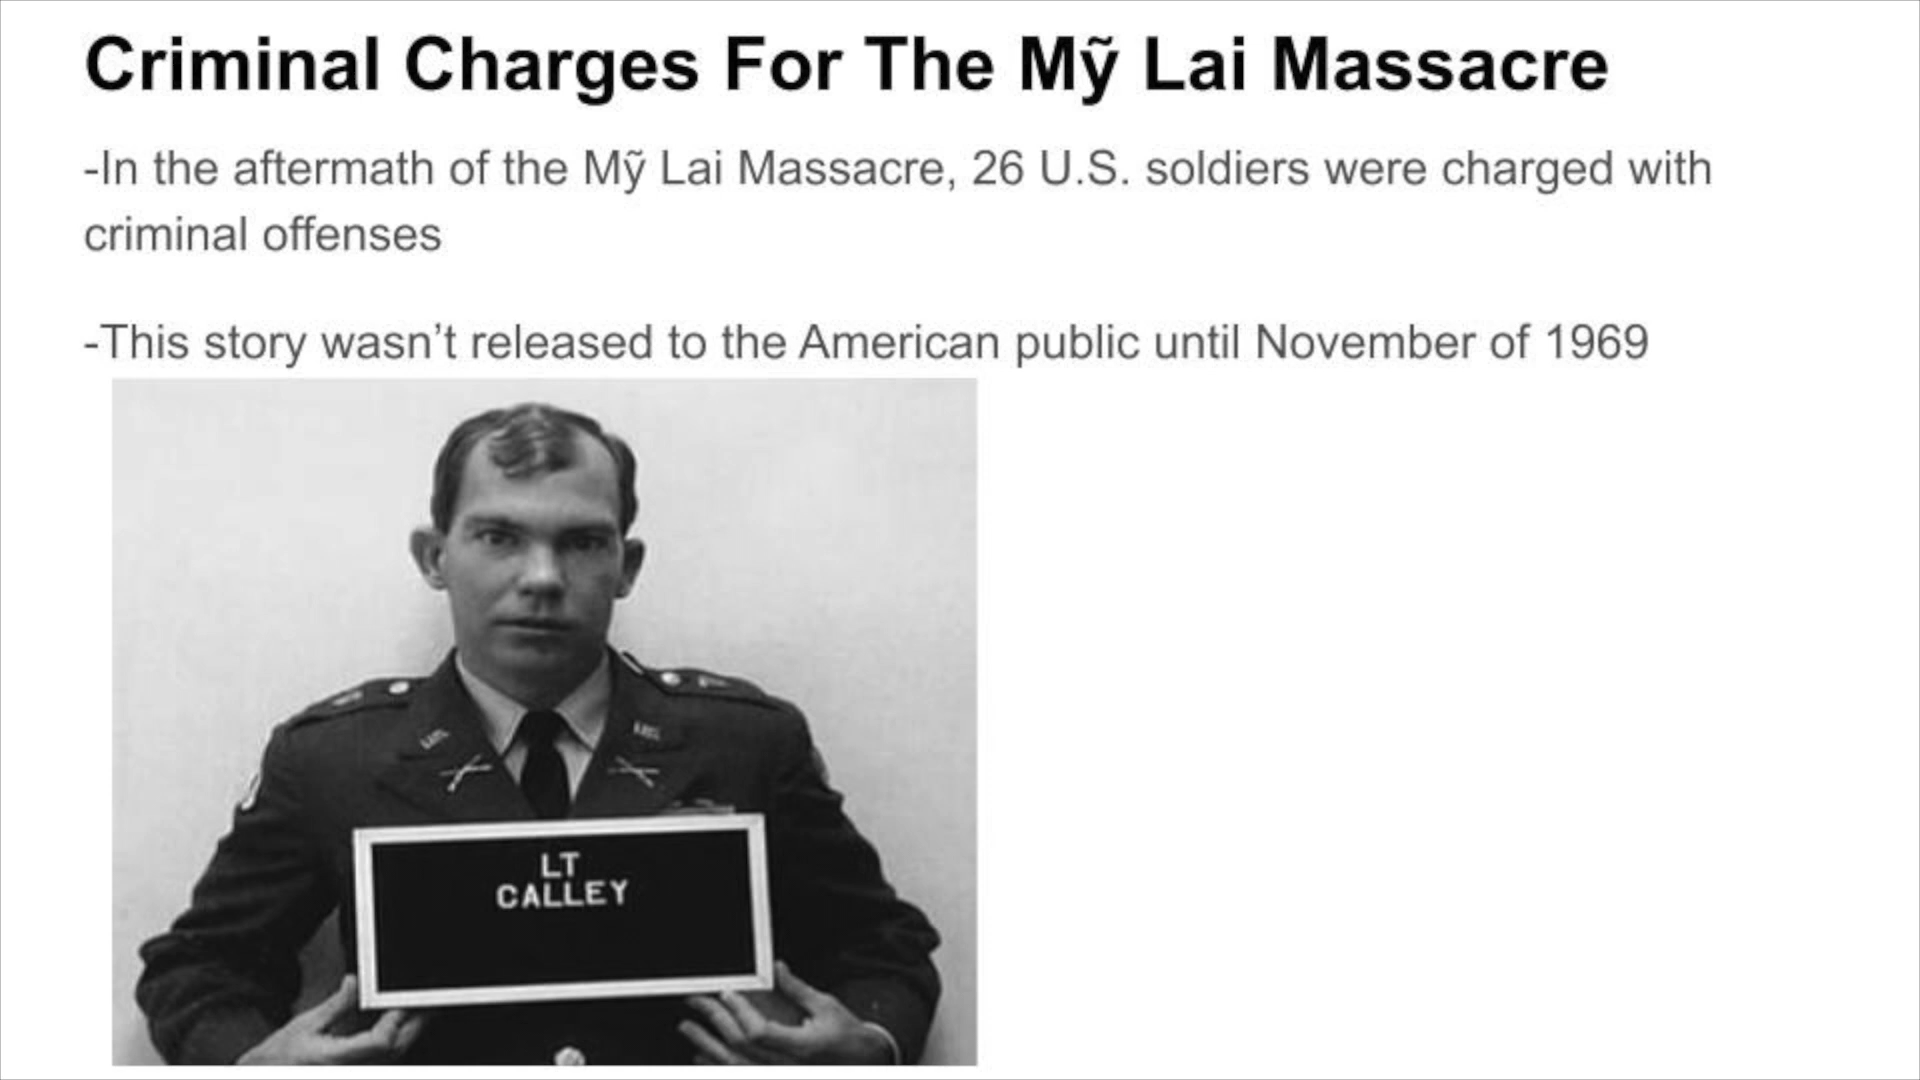 Criminal Charges For The Mỹ Lai Massacre
-In the aftermath of the Mỹ Lai Massacre, 26 U.S. soldiers were charged with
criminal offenses
-This story wasn’t released to the American public until November of 1969
LT
CALLEY